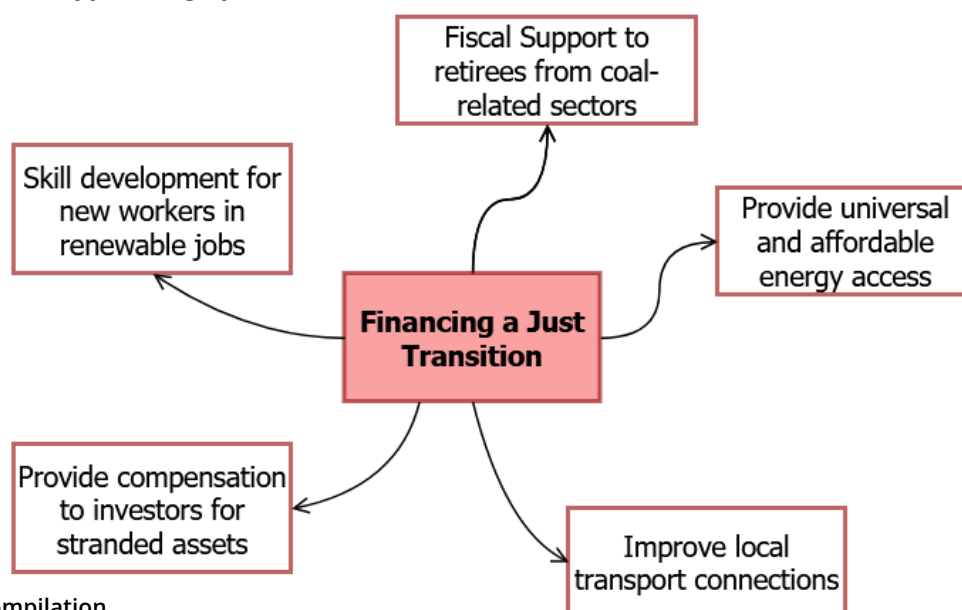 Fiscal Support to
retirees from coal-
related sectors
Skill development for
new workers in
renewable jobs
Provide universal
and affordable
energy access
Financing a Just
Transition
Provide compensation
to investors for
stranded assets
Improve local
transport connections